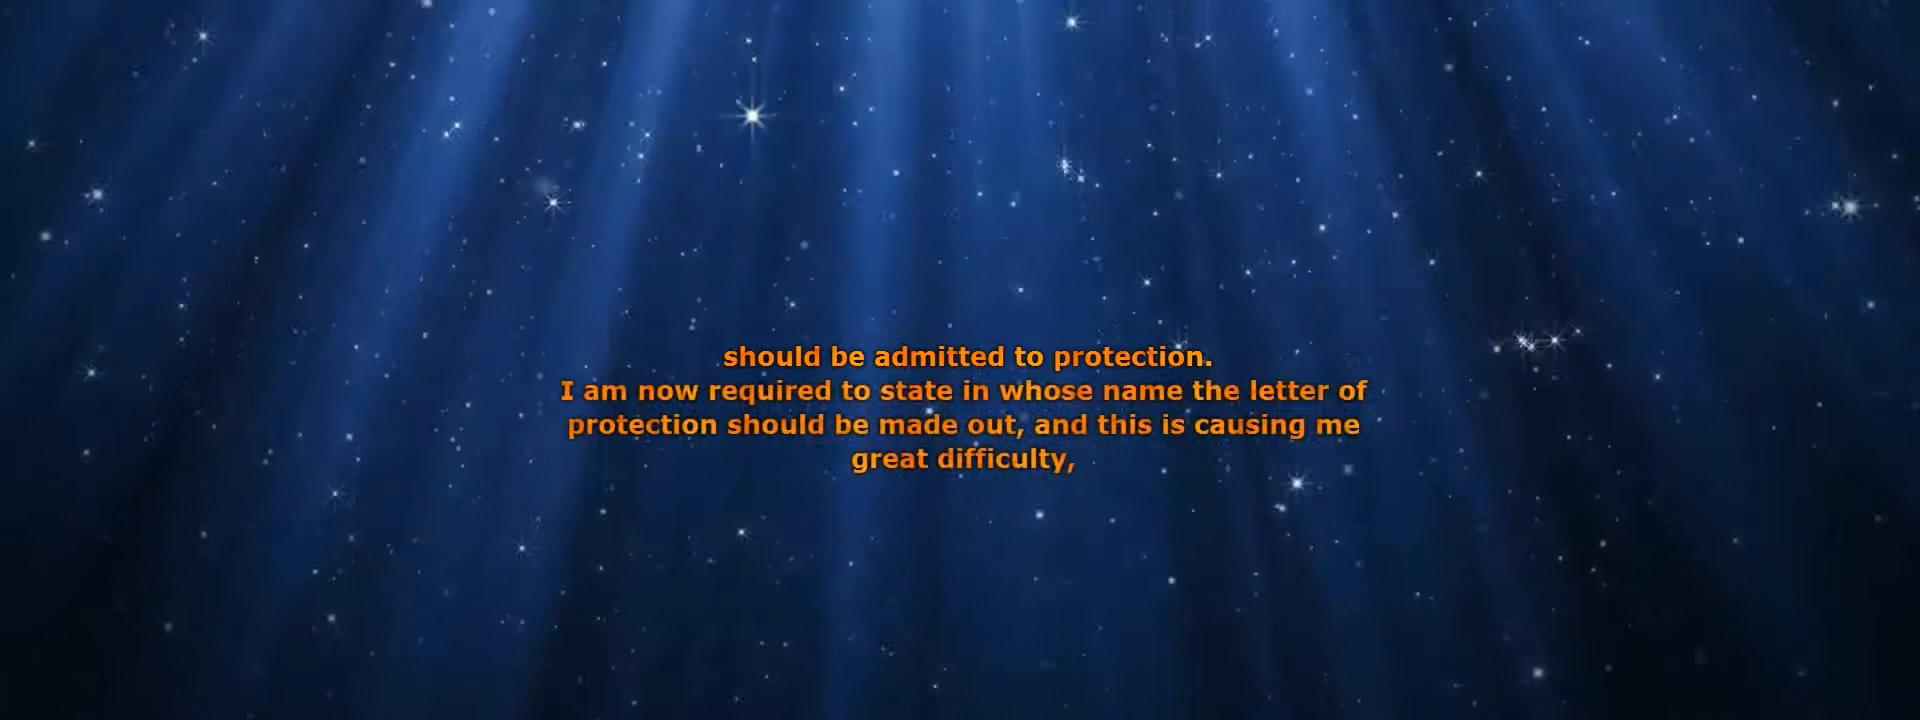 should be admitted to protection.
I am now required to state in whose name the letter of
protection should be made out, and this is causing me
great difficulty,